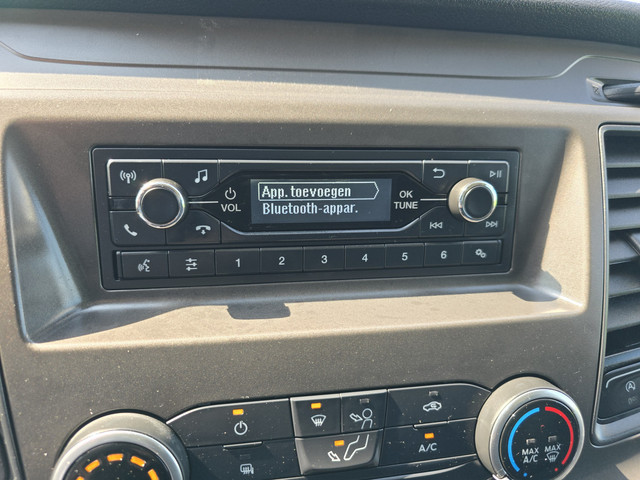 App. toevoegen
Bluetooth-appar.
VOL
OK
TUNE
1 2 3 4 5 6
A/C
MAX A/C
MAX